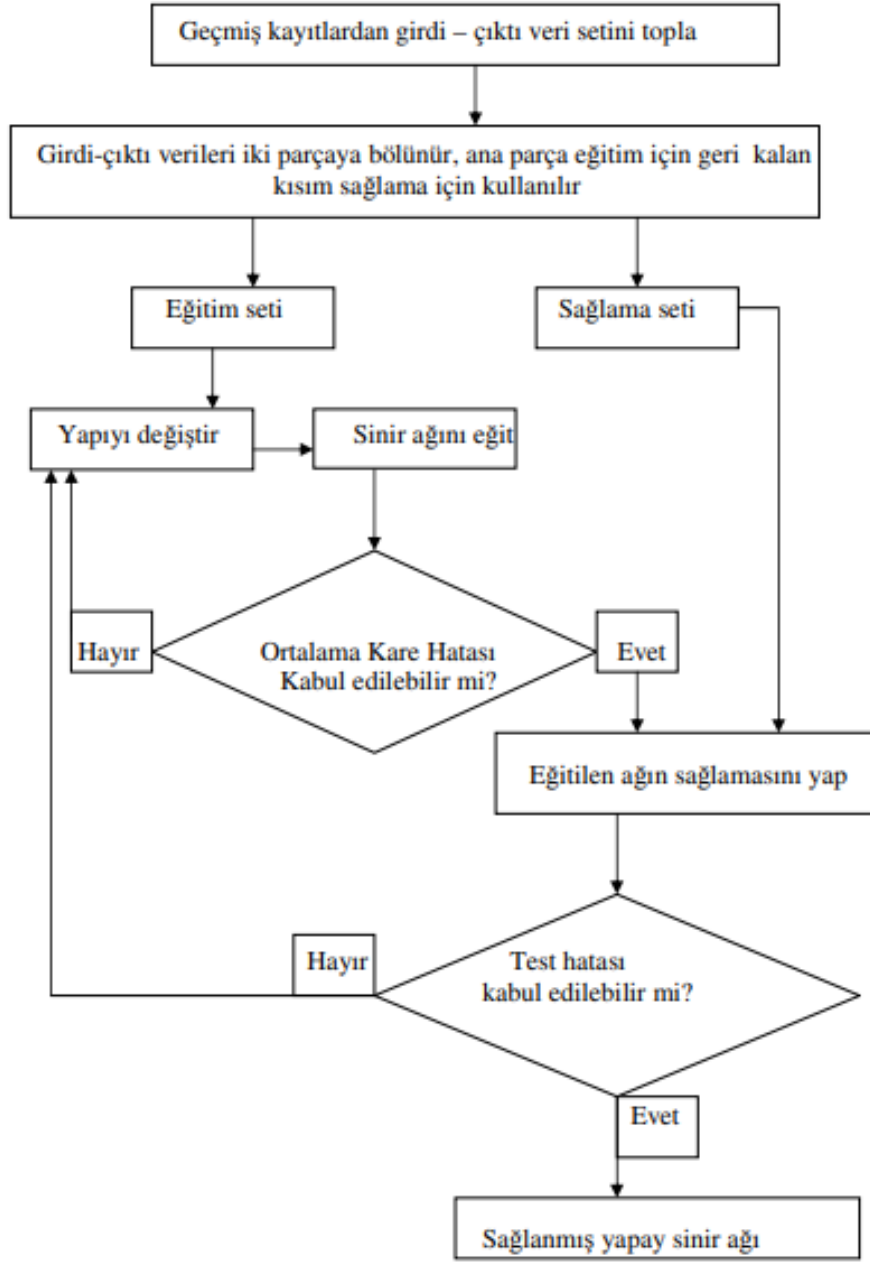 Geçmiş kayıtlardan girdi – çıktı veri setini topla
Girdi-çıktı verileri iki parçaya bölünür, ana parça eğitim için geri kalan
kısım sağlama için kullanılır
Eğitim seti
Sağlama seti
Yapıyı değiştir
Sinir ağını eğit
Hayır
Ortalama Kare Hatası
Kabul edilebilir mi?
Evet
Eğitilen ağın sağlamasını yap
Hayır
Test hatası
kabul edilebilir mi?
Evet
Sağlanmış yapay sinir ağı